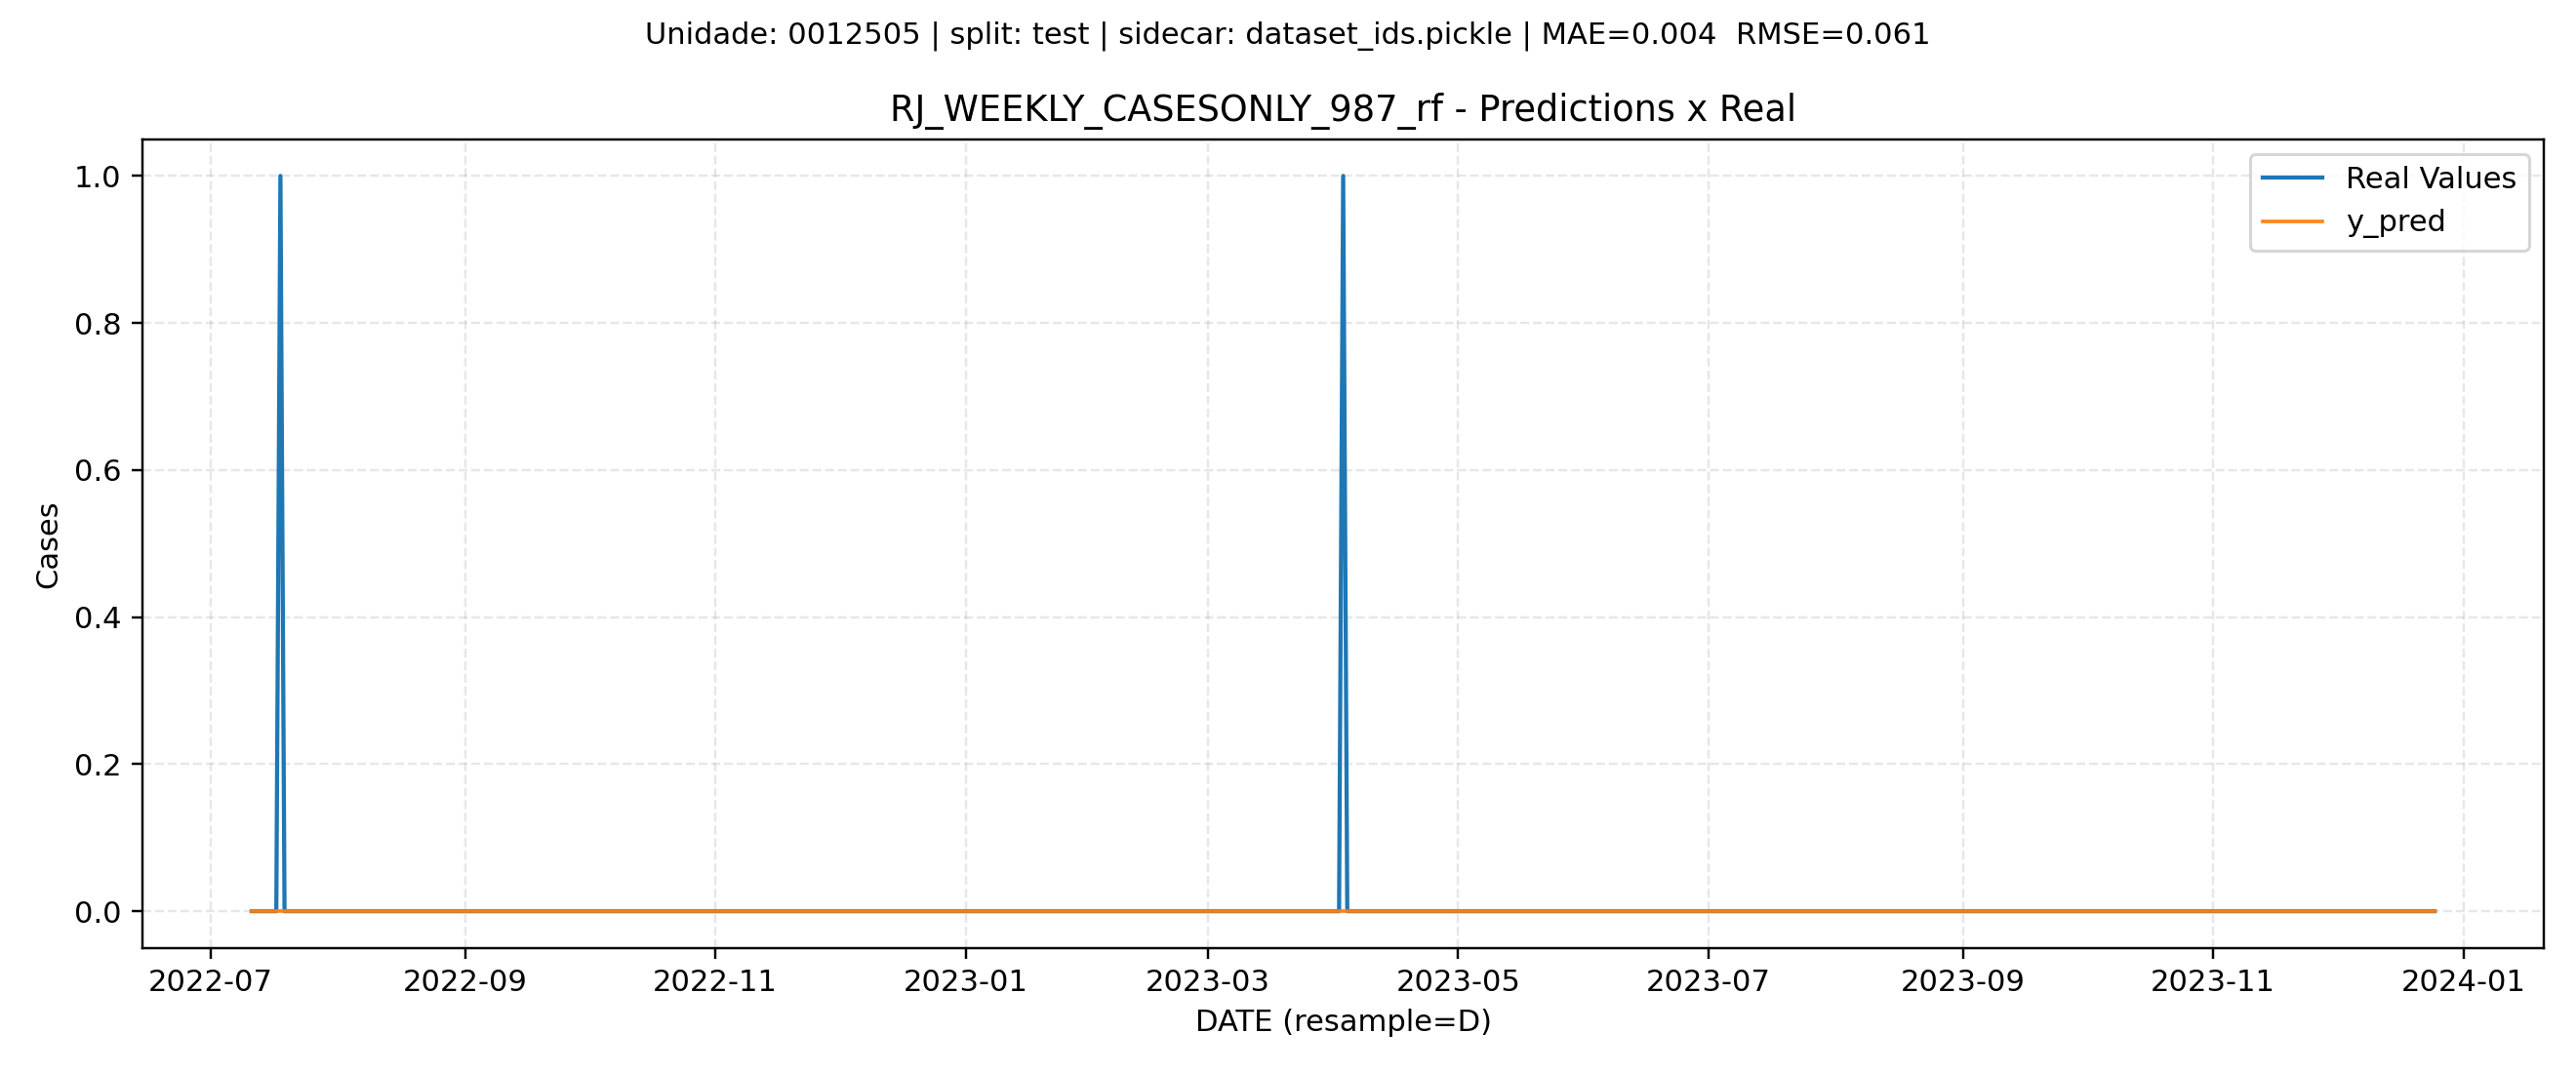 Unidade: 0012505 | split: test | sidecar: dataset_ids.pickle | MAE=0.004  RMSE=0.061
RJ_WEEKLY_CASESONLY_987_rf - Predictions x Real
Real Values
y_pred
1.0
0.8
0.6
0.4
0.2
0.0
Cases
2022-07 2022-09 2022-11 2023-01 2023-03 2023-05 2023-07 2023-09 2023-11 2024-01
DATE (resample=D)